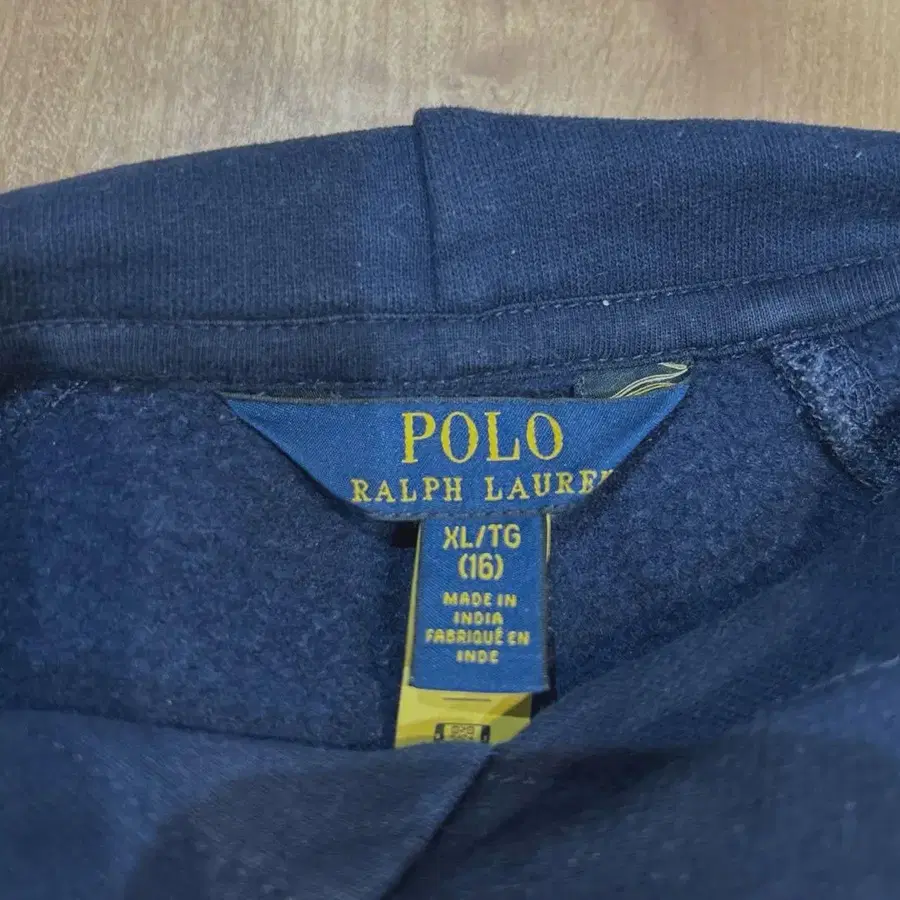 POLO
RALPH LAUREN
XL/TG
(16)
MADE IN
INDIA
FABRIQUÉ EN
INDE